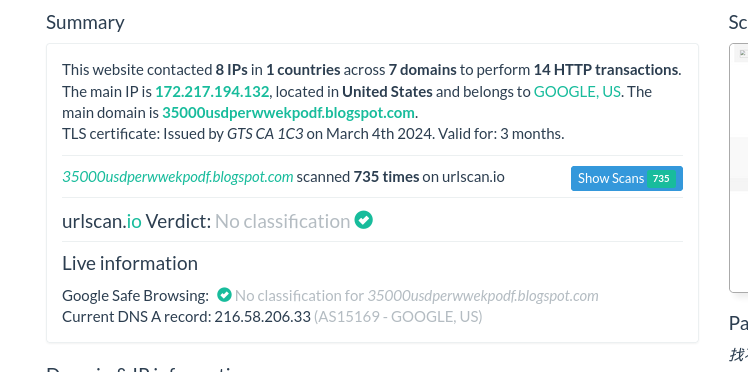 Summary
Sc
This website contacted 8 IPs in 1 countries across 7 domains to perform 14 HTTP transactions.
The main IP is 172.217.194.132, located in United States and belongs to GOOGLE, US. The
main domain is 35000usdperwwekpodf.blogspot.com.
TLS certificate: Issued by GTS CA 1C3 on March 4th 2024. Valid for: 3 months.
35000usdperwwekpodf.blogspot.com scanned 735 times on urlscan.io
Show Scans 735
urlscan.io Verdict: No classification
Live information
Google Safe Browsing: No classification for 35000usdperwwekpodf.blogspot.com
Current DNS A record: 216.58.206.33 (AS15169 - GOOGLE, US)
Pa
Domain & IP information